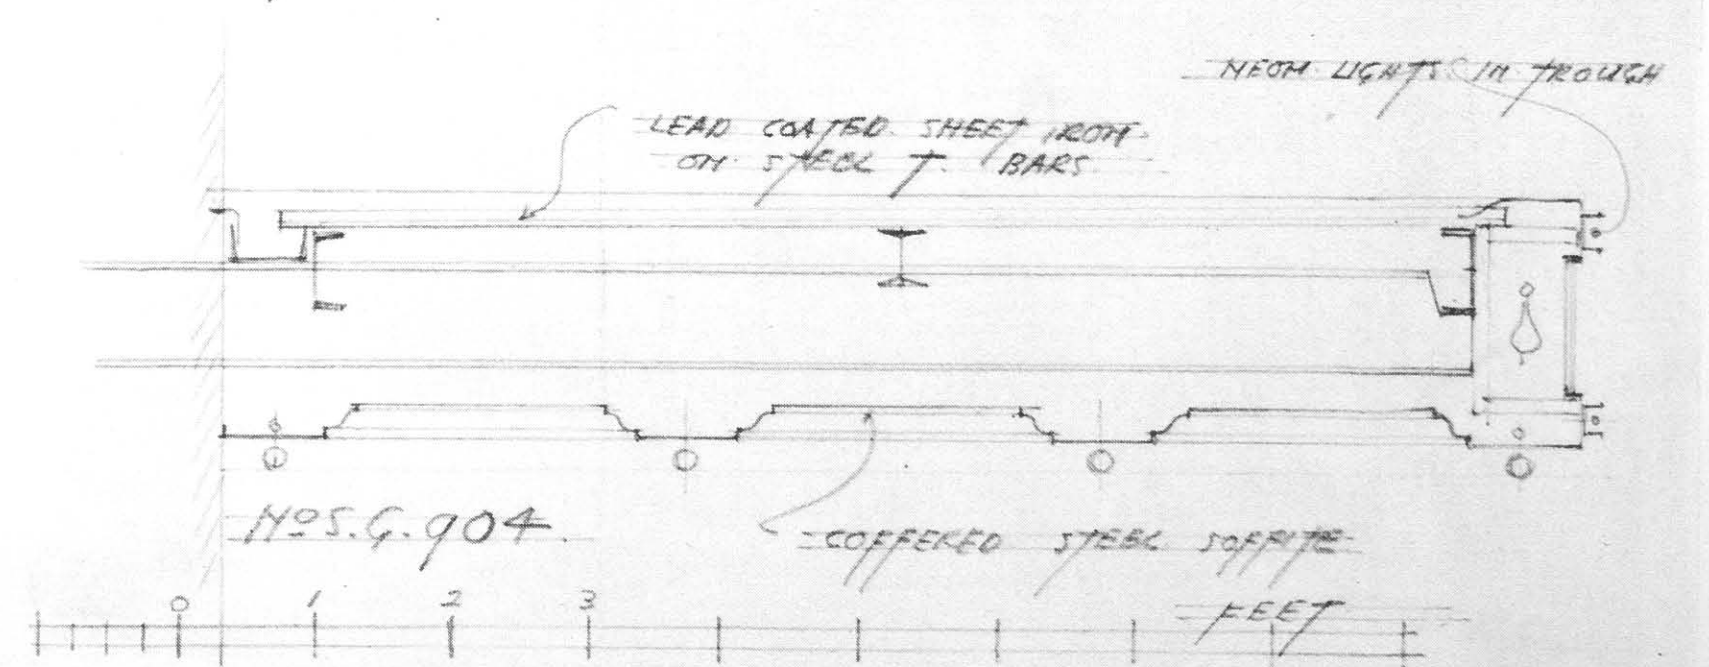 NEON LIGHTS IN TROUGH
LEAD COATED SHEET IRON
ON STEEL T. BARS.
No S.G. 904.
COFFERED STEEL SOFFITE
FEET
0 1 2 3